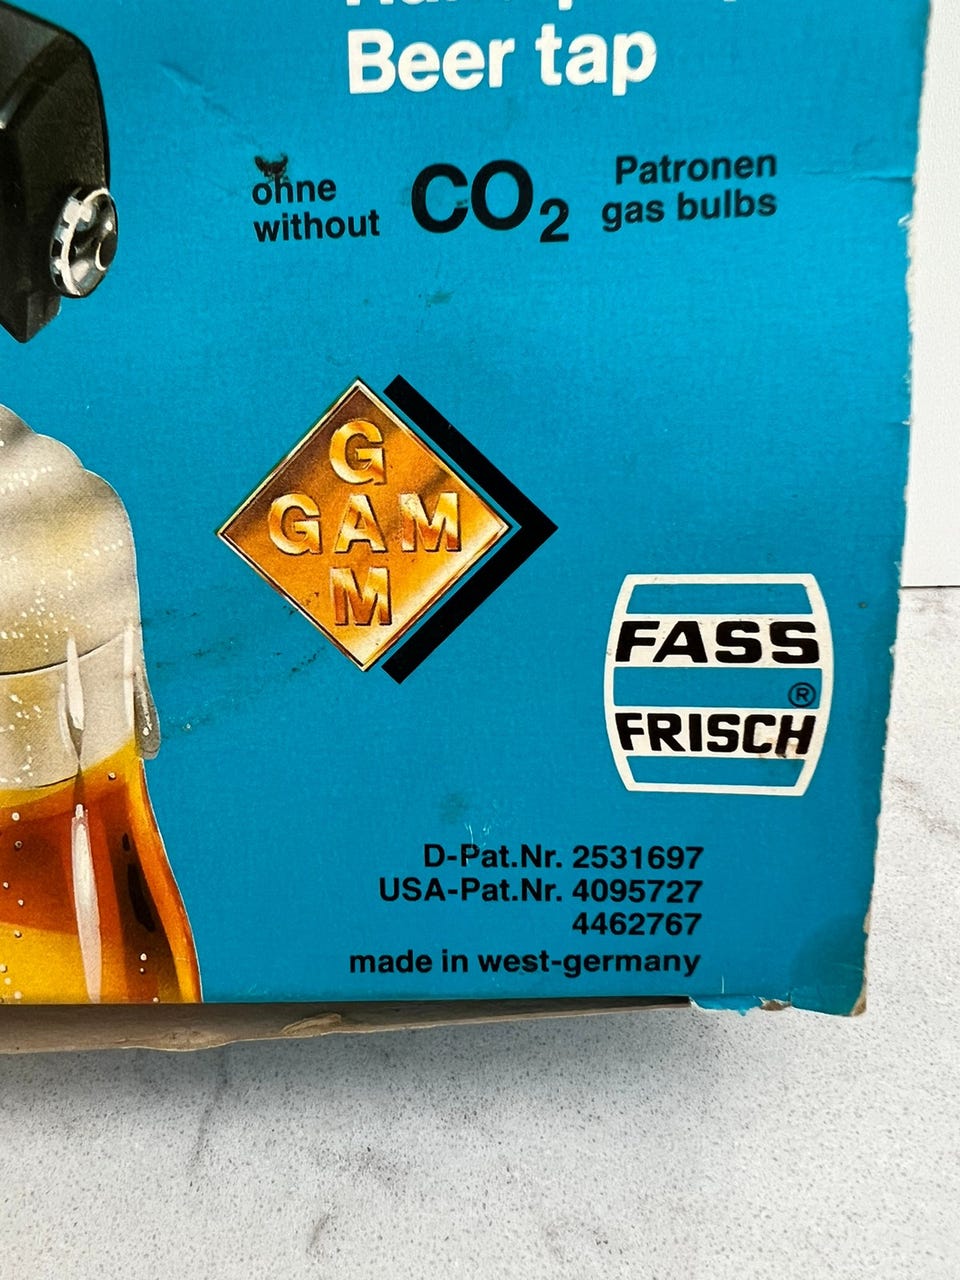 Beer tap
ohne
without
CO2
Patronen
gas bulbs
G
GAM
M
FASS
®
FRISCH
D-Pat.Nr. 2531697
USA-Pat.Nr. 4095727
4462767
made in west-germany